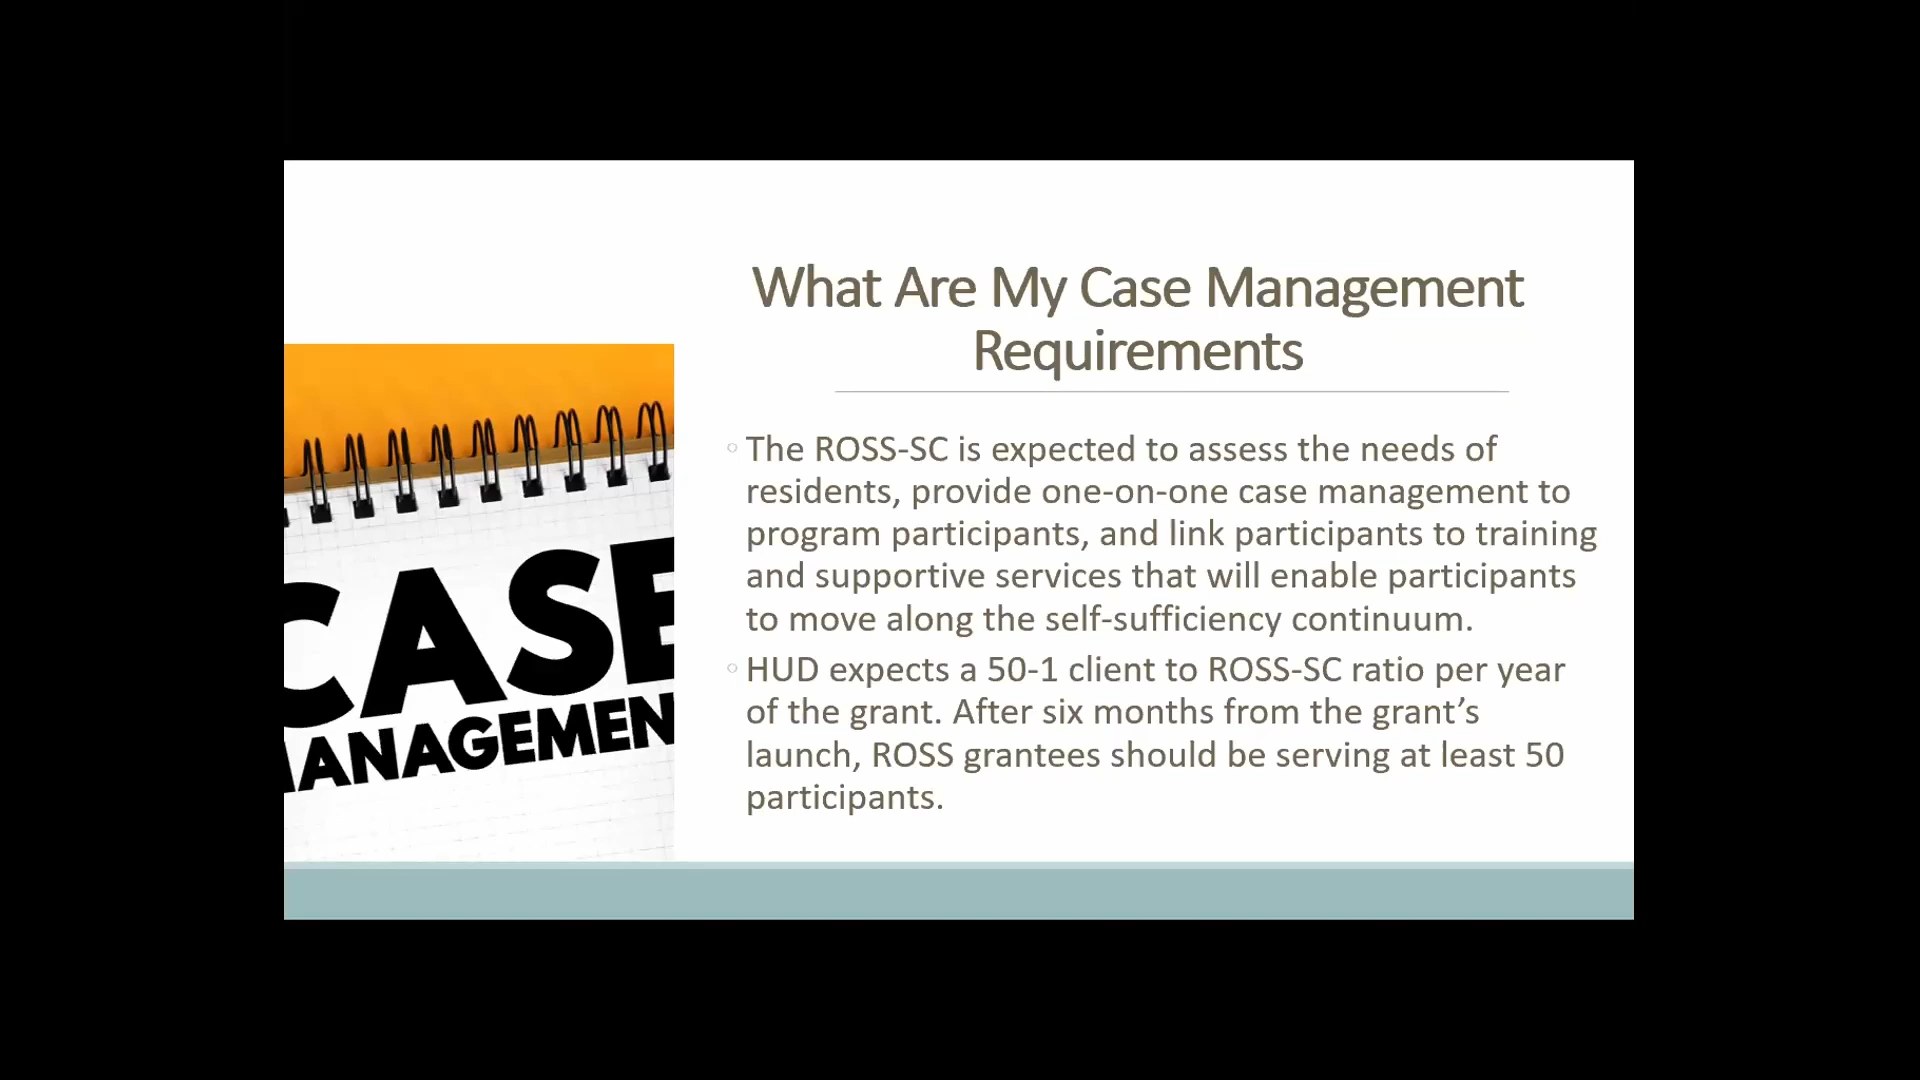 What Are My Case Management
Requirements
The ROSS-SC is expected to assess the needs of
residents, provide one-on-one case management to
program participants, and link participants to training
and supportive services that will enable participants
to move along the self-sufficiency continuum.
HUD expects a 50-1 client to ROSS-SC ratio per year
of the grant. After six months from the grant’s
launch, ROSS grantees should be serving at least 50
participants.
CASE
MANAGEMEN